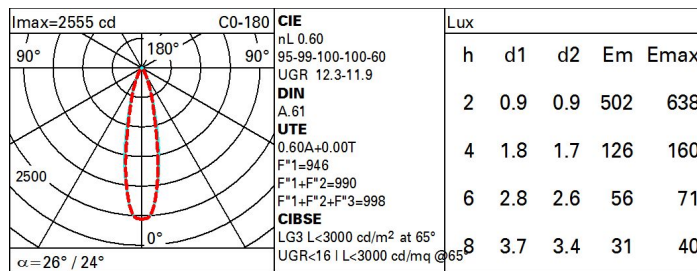 Imax=2555 cd C0-180
90° 180° 90°
2500
0°
α=26° / 24°
CIE
nL 0.60
95-99-100-100-60
UGR 12.3-11.9
DIN
A.61
UTE
0.60A+0.00T
F"1=946
F"1+F"2=990
F"1+F"2+F"3=998
CIBSE
LG3 L<3000 cd/m² at 65°
UGR<16 | L<3000 cd/mq @65°
Lux
h d1 d2 Em Emax
2 0.9 0.9 502 638
4 1.8 1.7 126 160
6 2.8 2.6 56 71
8 3.7 3.4 31 40